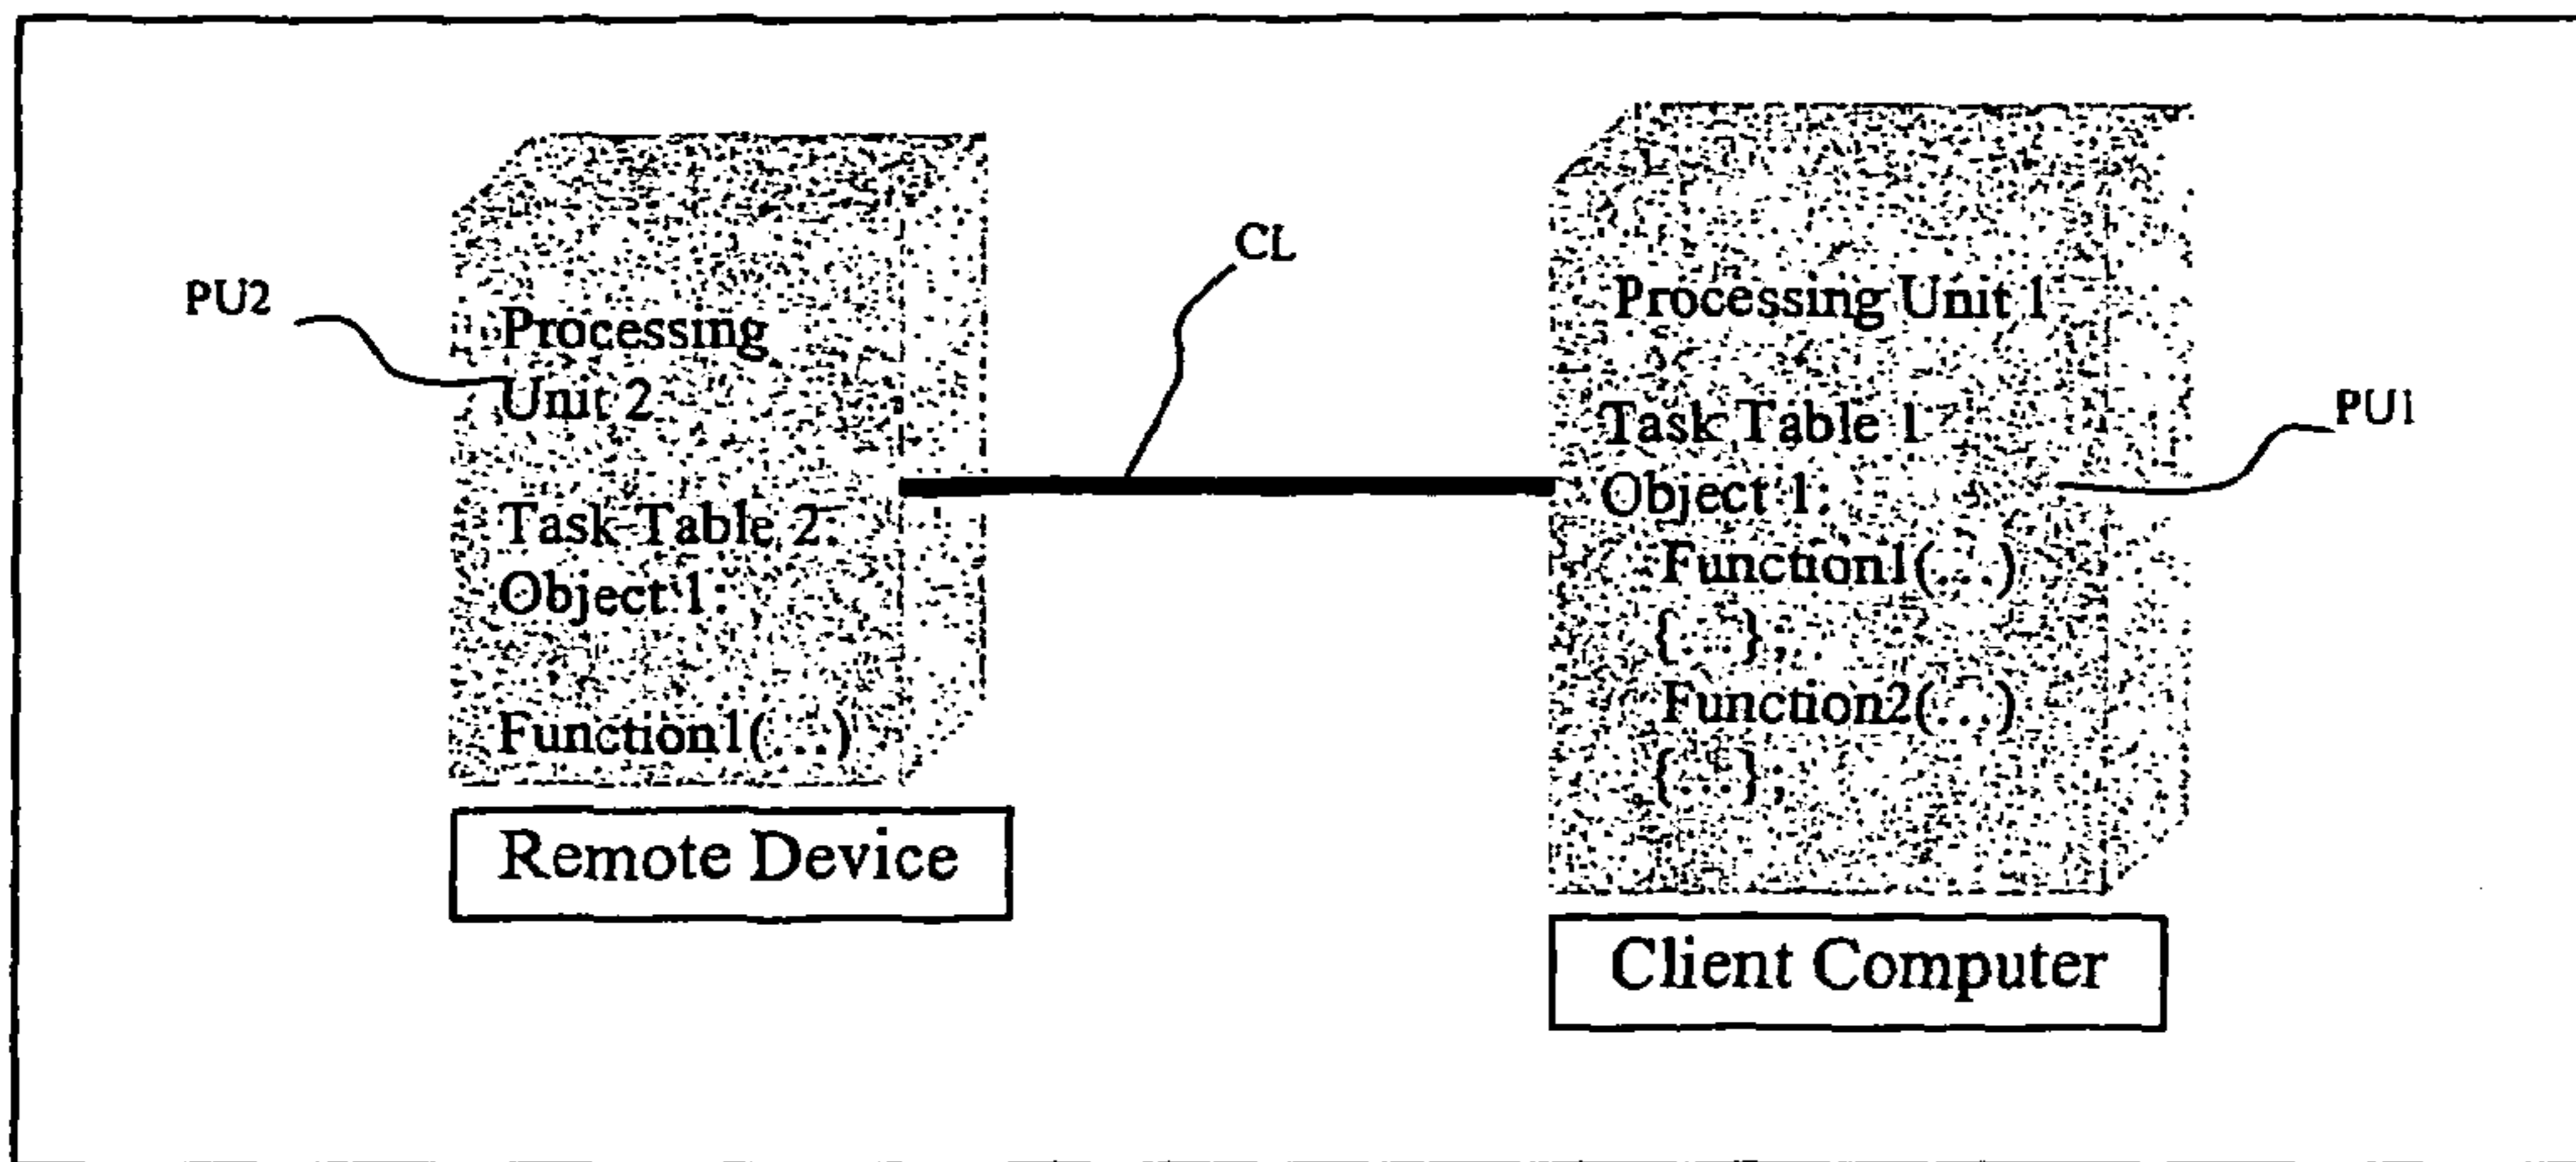 PU2
Processing
Unit 2
Task Table 2:
Object 1:
Function1(...)
Remote Device
CL
Processing Unit 1
Task Table 1
Object 1:
Function1(...)
{...};
Function2(...)
{...};
Client Computer
PU1